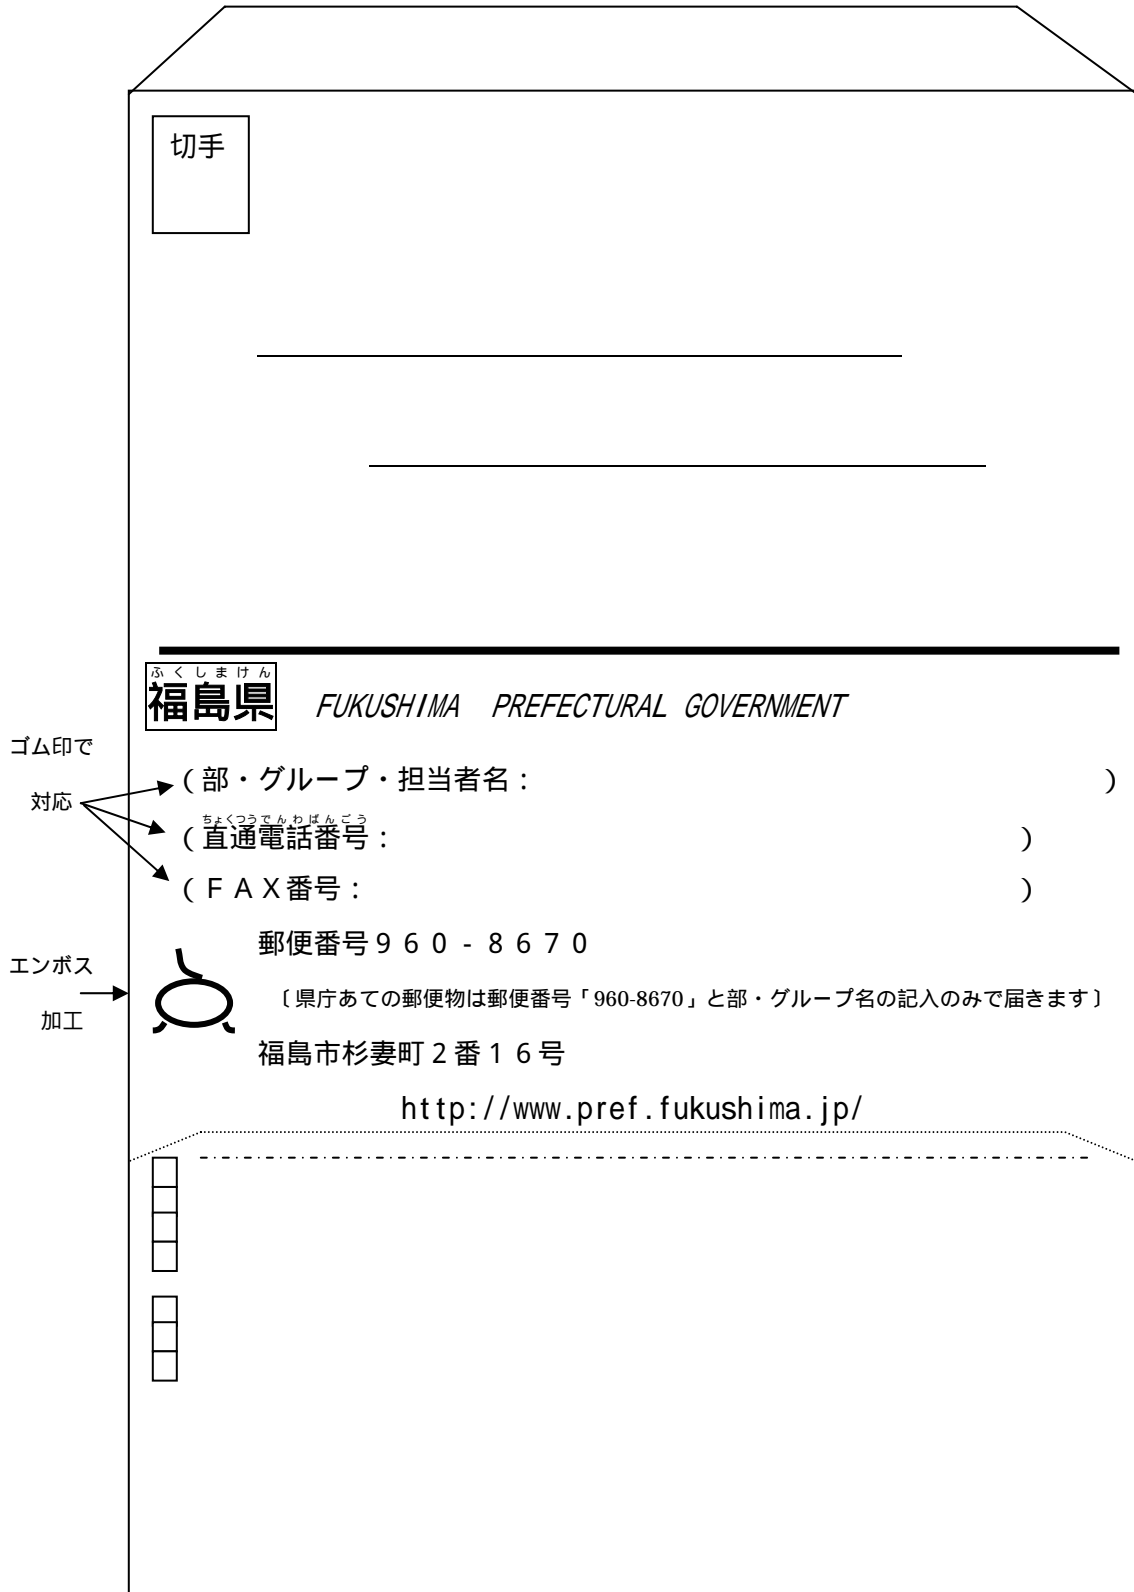 切手
ふくしまけん
福島県 FUKUSHIMA PREFECTURAL GOVERNMENT
ゴム印で
対応
(部・グループ・担当者名: )
ちょくつうでんわばんごう
(直通電話番号: )
(FAX番号: )
郵便番号960-8670
エンボス
加工
〔県庁あての郵便物は郵便番号「960-8670」と部・グループ名の記入のみで届きます〕
福島市杉妻町2番16号
http://www.pref.fukushima.jp/